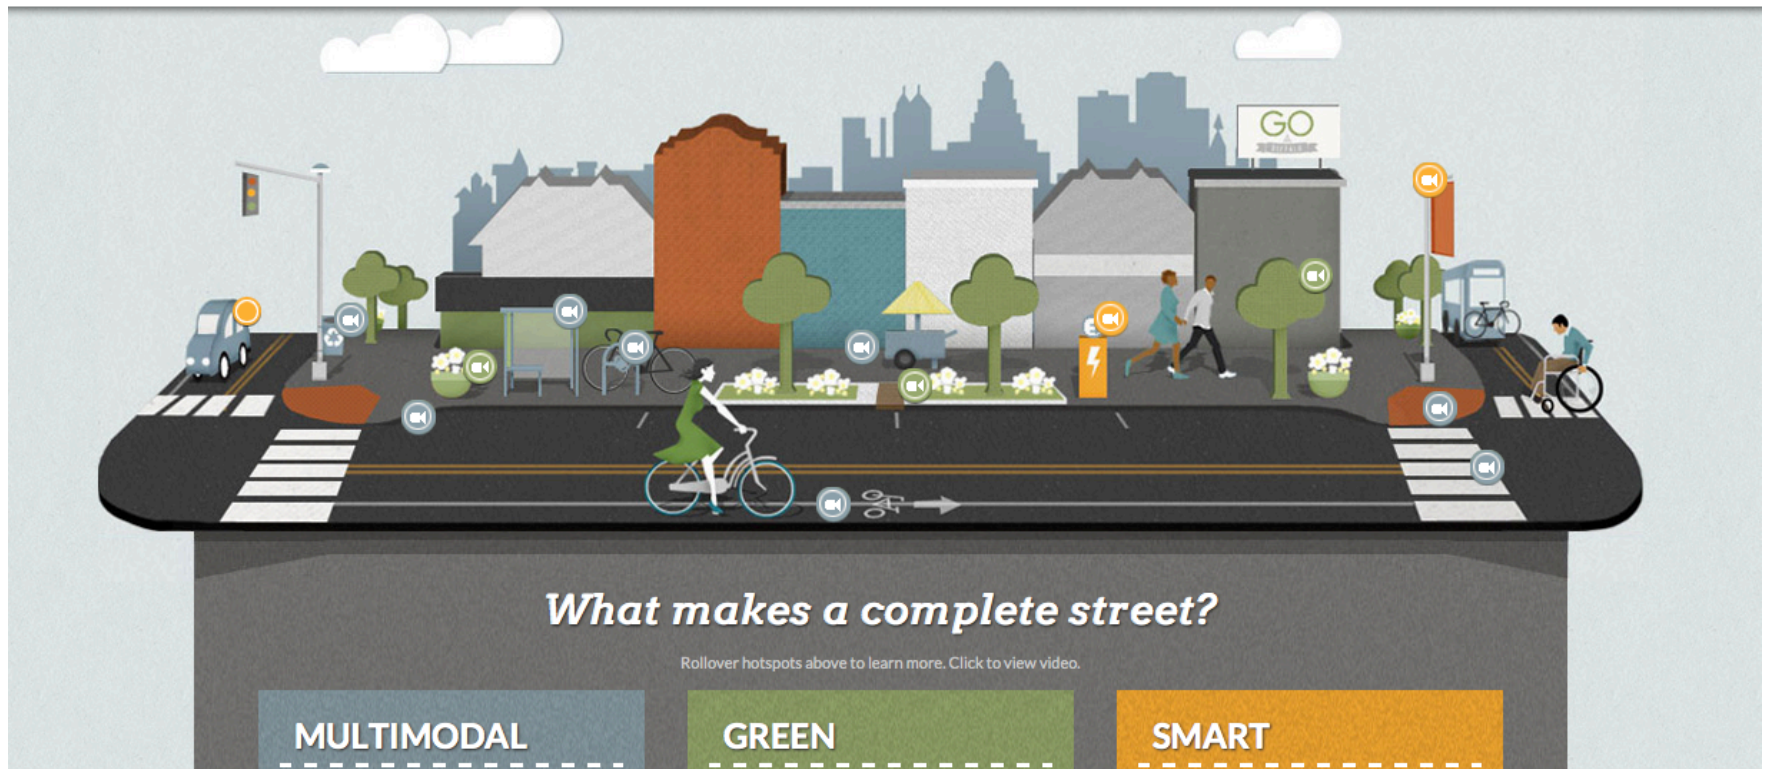 GO
What makes a complete street?
Rollover hotspots above to learn more. Click to view video.
MULTIMODAL
GREEN
SMART